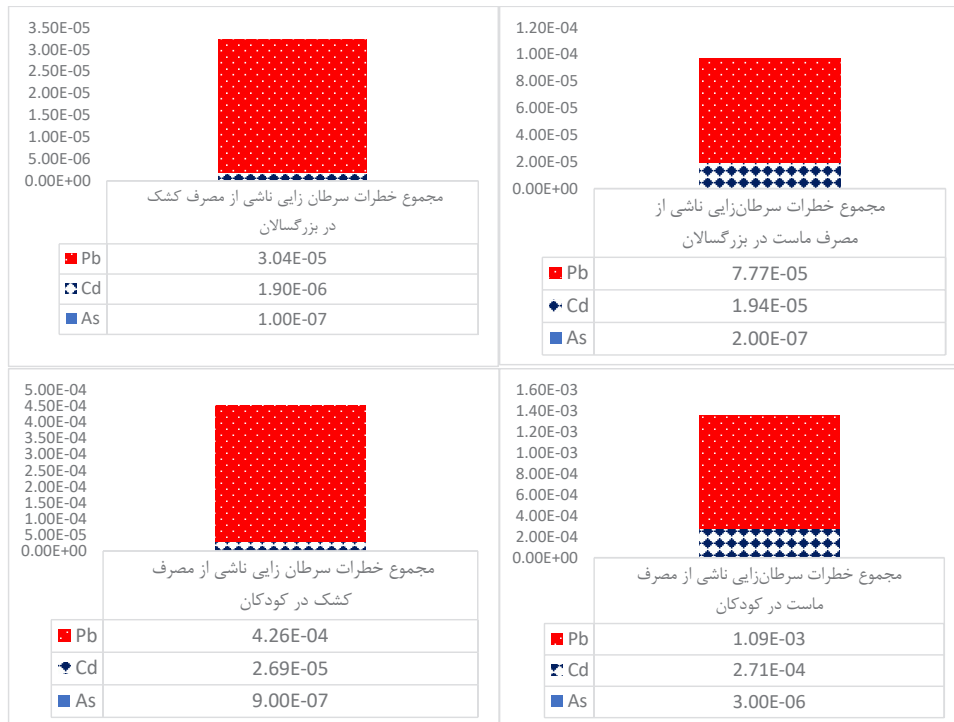 3.50E-05
3.00E-05
2.50E-05
2.00E-05
1.50E-05
1.00E-05
5.00E-06
0.00E+00
مجموع خطرات سرطان زایی ناشی از مصرف کشک
در بزرگسالان
Pb 3.04E-05
Cd 1.90E-06
As 1.00E-07
1.20E-04
1.00E-04
8.00E-05
6.00E-05
4.00E-05
2.00E-05
0.00E+00
مجموع خطرات سرطان‌زایی ناشی از
مصرف ماست در بزرگسالان
Pb 7.77E-05
Cd 1.94E-05
As 2.00E-07
5.00E-04
4.50E-04
4.00E-04
3.50E-04
3.00E-04
2.50E-04
2.00E-04
1.50E-04
1.00E-04
5.00E-05
0.00E+00
مجموع خطرات سرطان زایی ناشی از مصرف
کشک در کودکان
Pb 4.26E-04
Cd 2.69E-05
As 9.00E-07
1.60E-03
1.40E-03
1.20E-03
1.00E-03
8.00E-04
6.00E-04
4.00E-04
2.00E-04
0.00E+00
مجموع خطرات سرطان‌زایی ناشی از مصرف
ماست در کودکان
Pb 1.09E-03
Cd 2.71E-04
As 3.00E-06